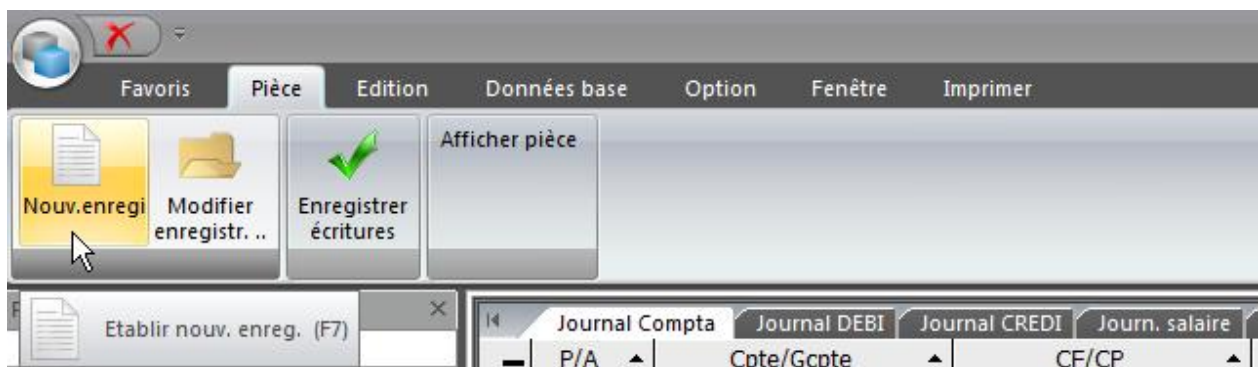 Favoris Pièce Edition Données base Option Fenêtre Imprimer
Afficher pièce
Nouv.enregi Modifier enregistr. .. Enregistrer écritures
Etablir nouv. enreg. (F7)
Journal Compta Journal DEBI Journal CREDI Journ. salaire
P/A Cpte/Gcpte CF/CP